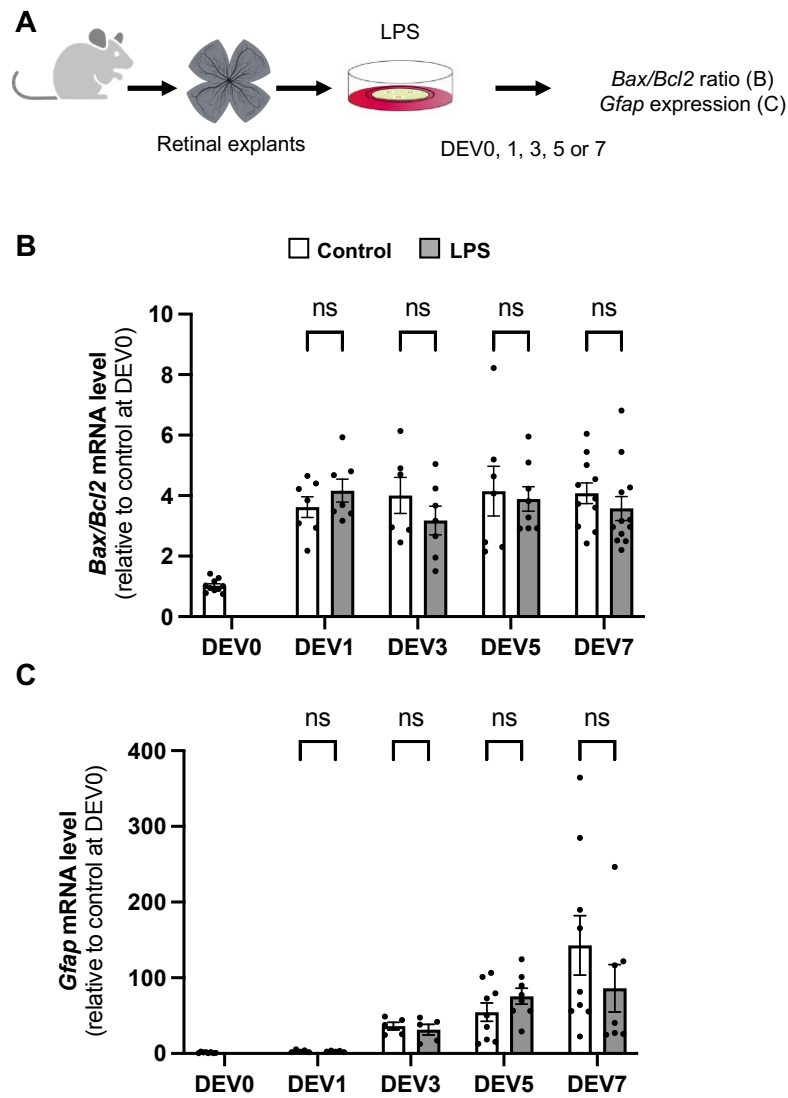 A
LPS
Bax/Bcl2 ratio (B)
Gfap expression (C)
Retinal explants
DEV0, 1, 3, 5 or 7
B
Control LPS
Bax/Bcl2 mRNA level
(relative to control at DEV0)
10
8
6
4
2
0
ns ns ns ns
DEV0 DEV1 DEV3 DEV5 DEV7
C
Gfap mRNA level
(relative to control at DEV0)
400
300
200
100
0
ns ns ns ns
DEV0 DEV1 DEV3 DEV5 DEV7